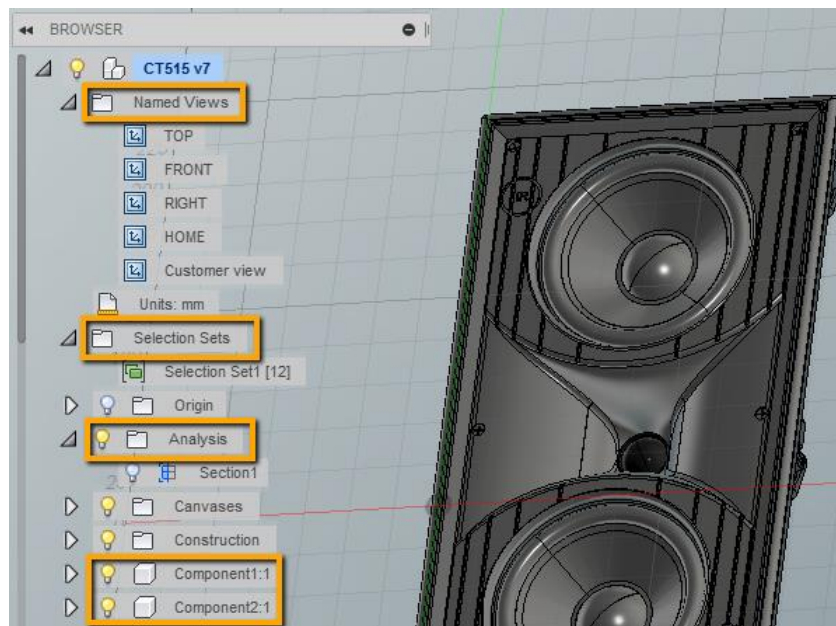 BROWSER
CT515 v7
Named Views
TOP
FRONT
RIGHT
HOME
Customer view
Units: mm
Selection Sets
Selection Set1 [12]
Origin
Analysis
Section1
Canvases
Construction
Component1:1
Component2:1